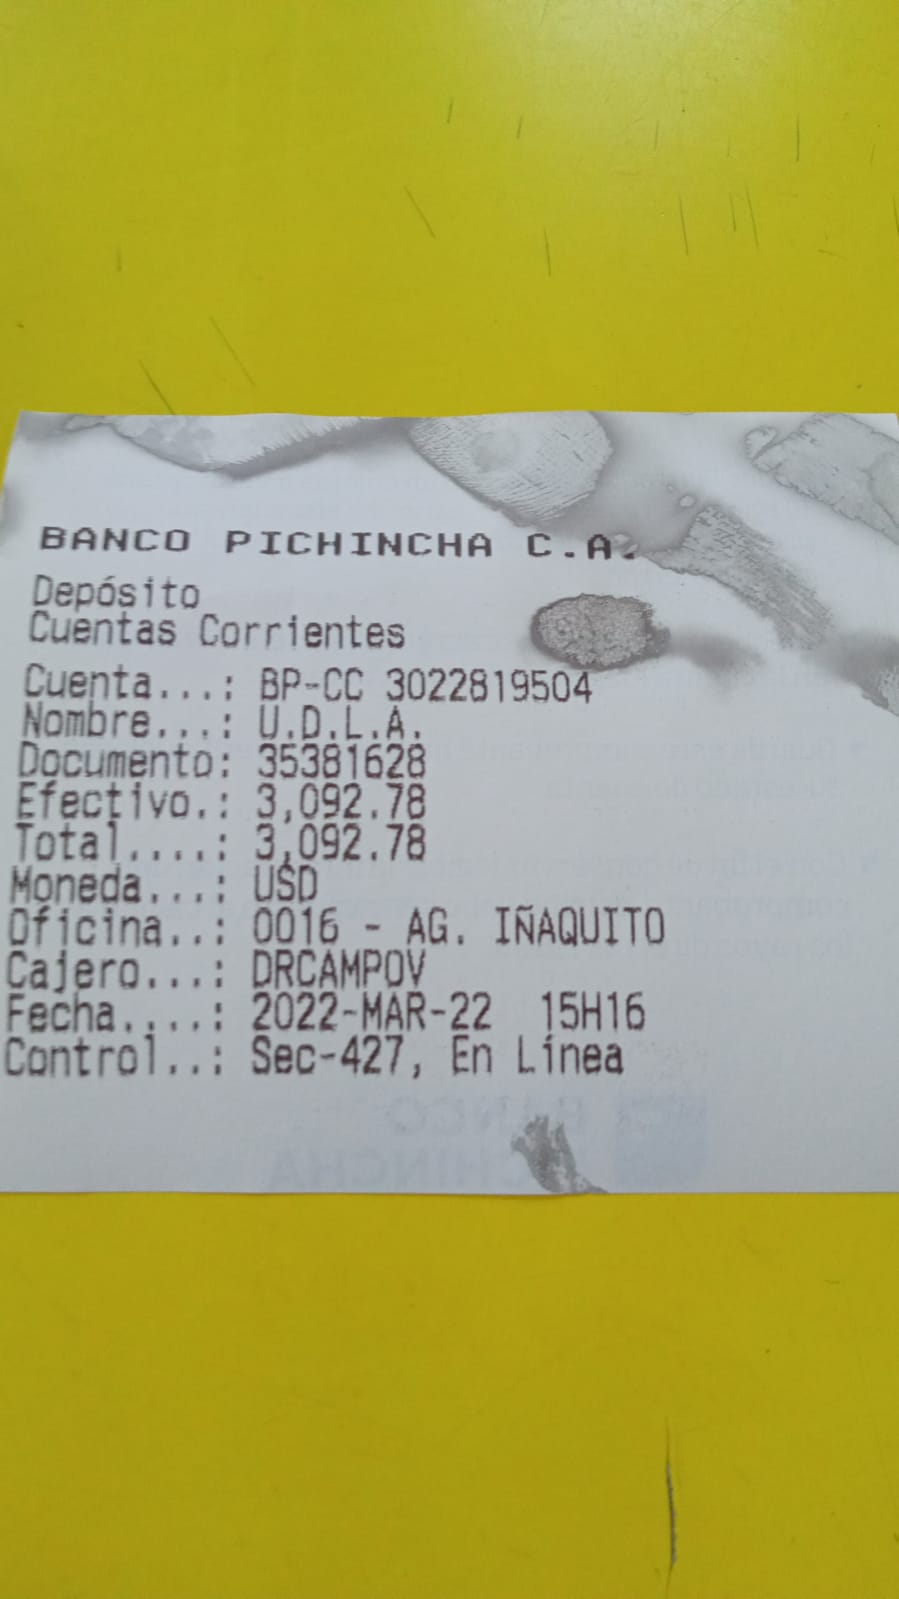 BANCO PICHINCHA C.A.
Depósito
Cuentas Corrientes
Cuenta...: BP-CC 3022819504
Nombre...: U.D.L.A.
Documento: 35381628
Efectivo.: 3,092.78
Total....: 3,092.78
Moneda...: USD
Oficina..: 0016 - AG. IÑAQUITO
Cajero...: DRCAMPOV
Fecha....: 2022-MAR-22 15H16
Control..: Sec-427, En Línea